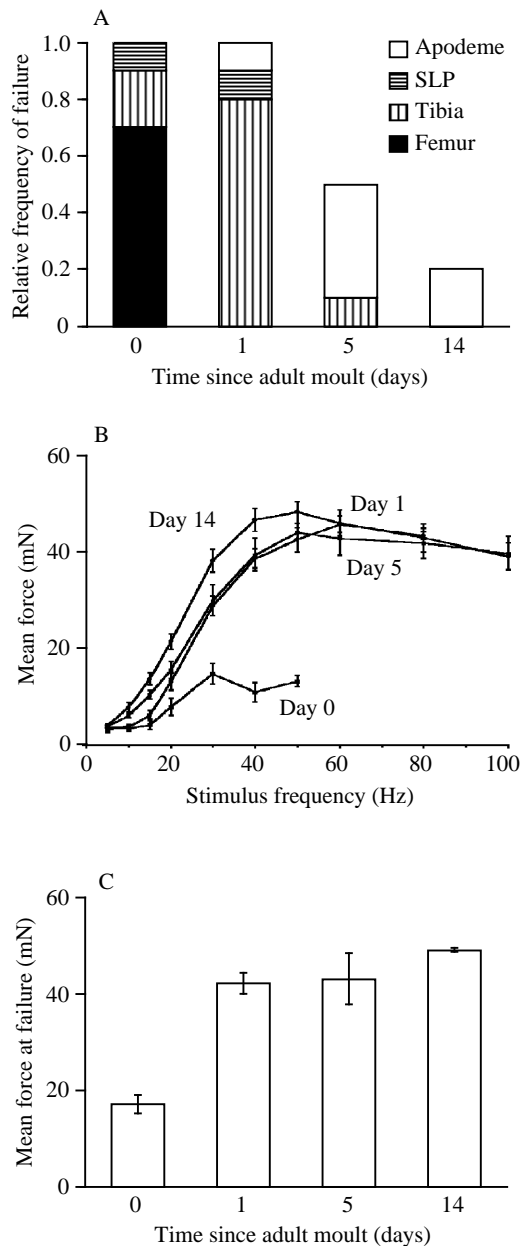 A
1.0
0.8
0.6
0.4
0.2
0
Relative frequency of failure
Apodeme
SLP
Tibia
Femur
0 1 5 14
Time since adult moult (days)
B
60
40
20
0
Mean force (mN)
Day 14
Day 1
Day 5
Day 0
0 20 40 60 80 100
Stimulus frequency (Hz)
C
60
40
20
0
Mean force at failure (mN)
0 1 5 14
Time since adult moult (days)